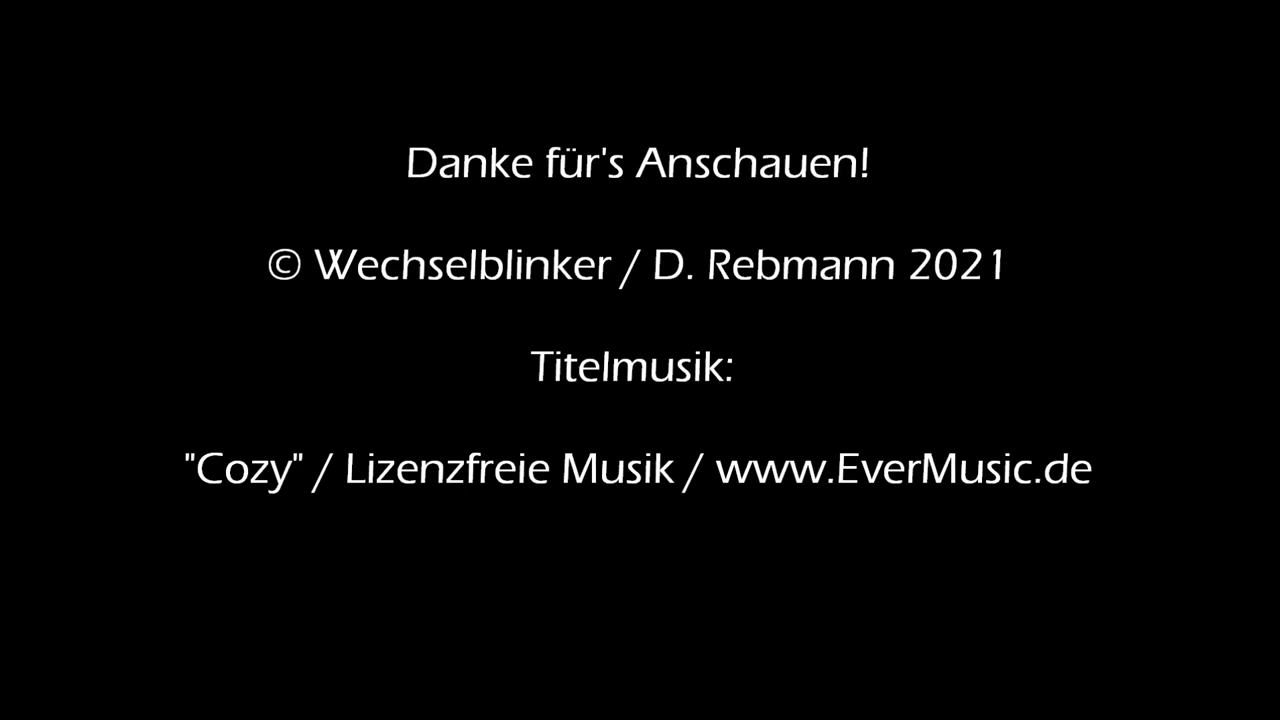 Danke für's Anschauen!
© Wechselblinker / D. Rebmann 2021
Titelmusik:
"Cozy" / Lizenzfreie Musik / www.EverMusic.de